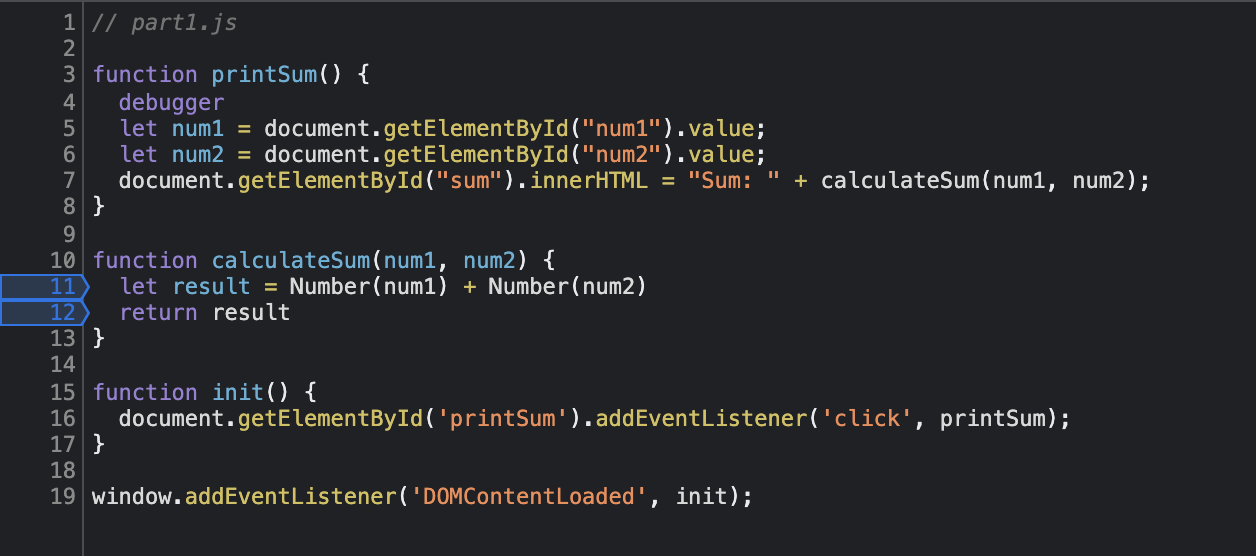 1 // part1.js
2
3 function printSum() {
4   debugger
5   let num1 = document.getElementById("num1").value;
6   let num2 = document.getElementById("num2").value;
7   document.getElementById("sum").innerHTML = "Sum: " + calculateSum(num1, num2);
8 }
9
10 function calculateSum(num1, num2) {
11   let result = Number(num1) + Number(num2)
12   return result
13 }
14
15 function init() {
16   document.getElementById('printSum').addEventListener('click', printSum);
17 }
18
19 window.addEventListener('DOMContentLoaded', init);